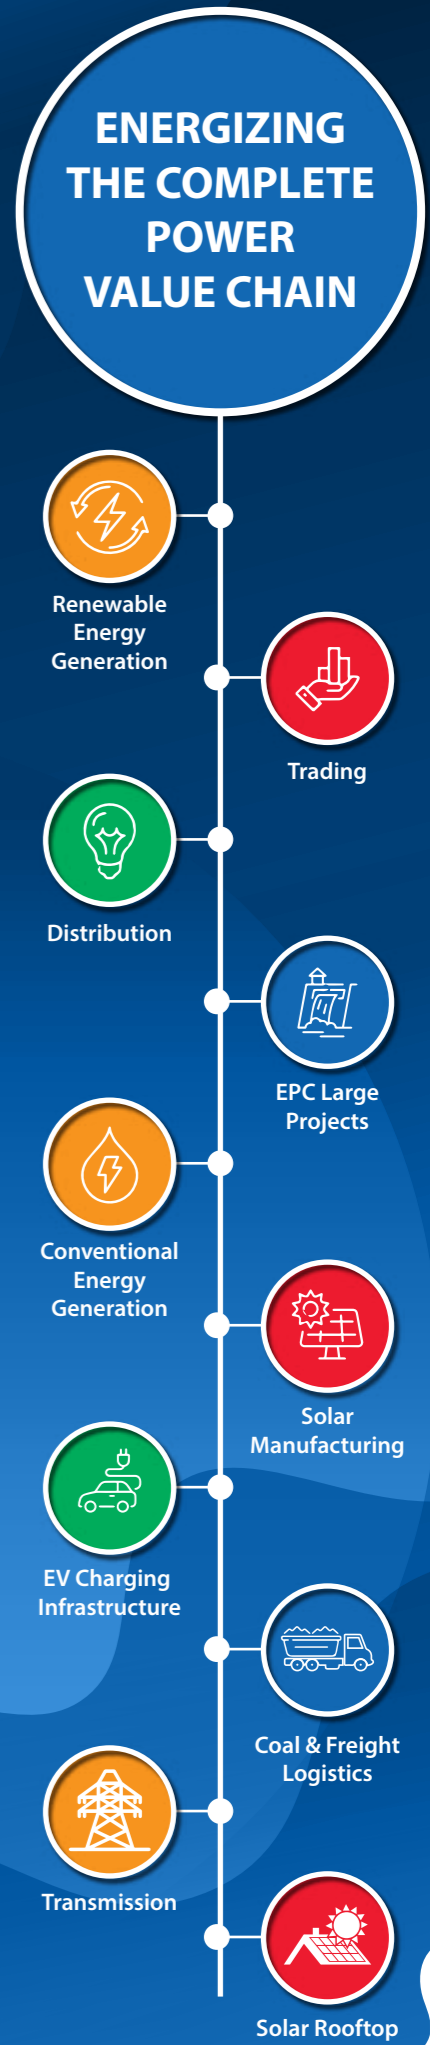 ENERGIZING
THE COMPLETE
POWER
VALUE CHAIN
Renewable
Energy
Generation
Trading
Distribution
EPC Large
Projects
Conventional
Energy
Generation
Solar
Manufacturing
EV Charging
Infrastructure
Coal & Freight
Logistics
Transmission
Solar Rooftop